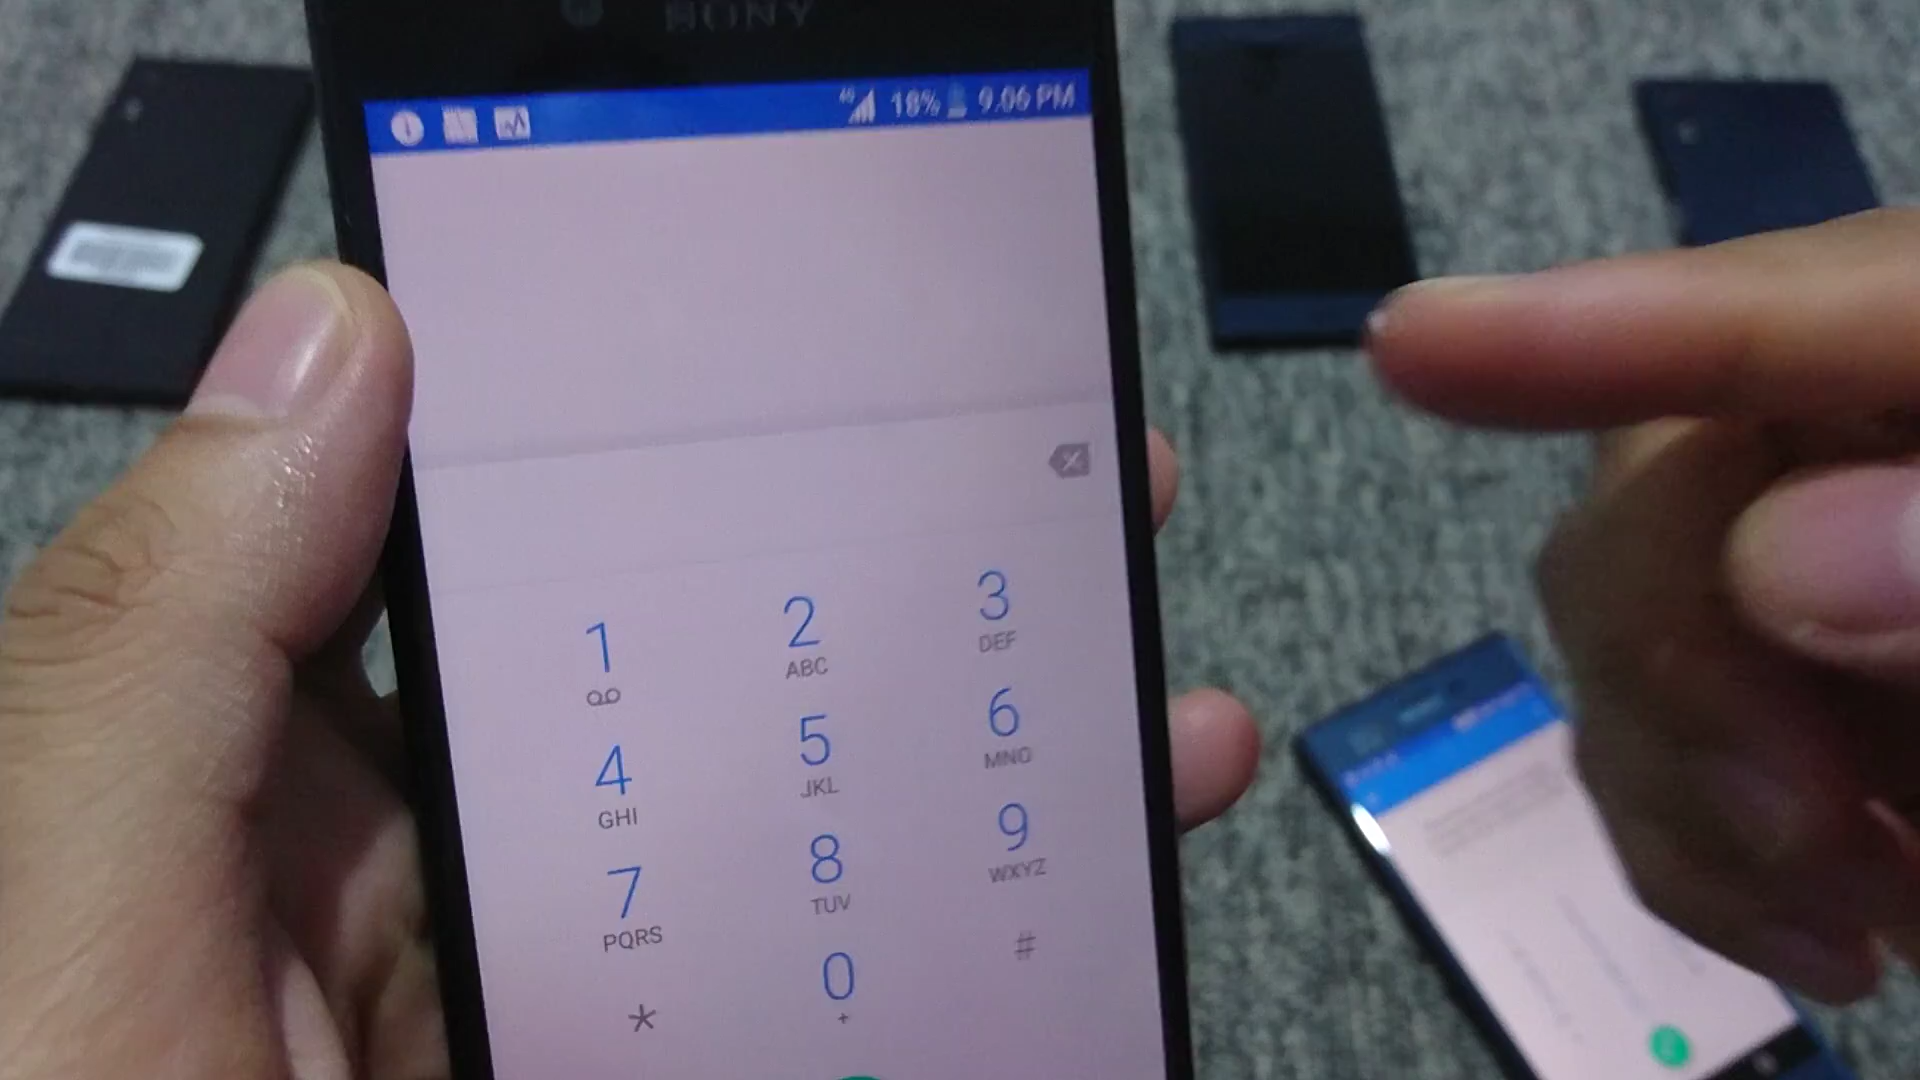 SONY
4G 18% 9:06 PM
1 2 3
ABC DEF
4 5 6
GHI JKL MNO
7 8 9
PQRS TUV WXYZ
* 0 #
+